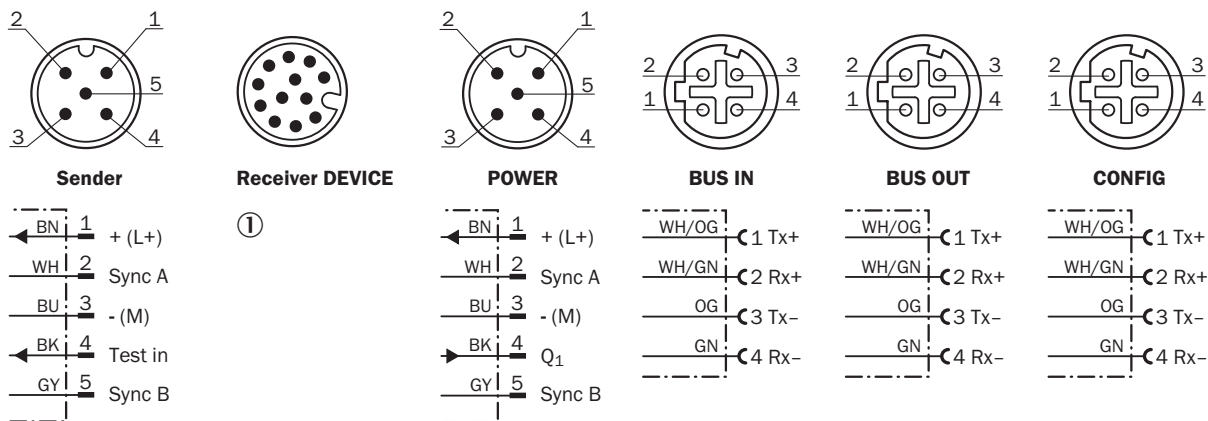 2 1
5
3 4
Sender
BN 1 + (L+)
WH 2 Sync A
BU 3 - (M)
BK 4 Test in
GY 5 Sync B
Receiver DEVICE
①
2 1
5
3 4
POWER
BN 1 + (L+)
WH 2 Sync A
BU 3 - (M)
BK 4 Q₁
GY 5 Sync B
2 3
1 4
BUS IN
WH/OG 1 Tx+
WH/GN 2 Rx+
OG 3 Tx–
GN 4 Rx–
2 3
1 4
BUS OUT
WH/OG 1 Tx+
WH/GN 2 Rx+
OG 3 Tx–
GN 4 Rx–
2 3
1 4
CONFIG
WH/OG 1 Tx+
WH/GN 2 Rx+
OG 3 Tx–
GN 4 Rx–